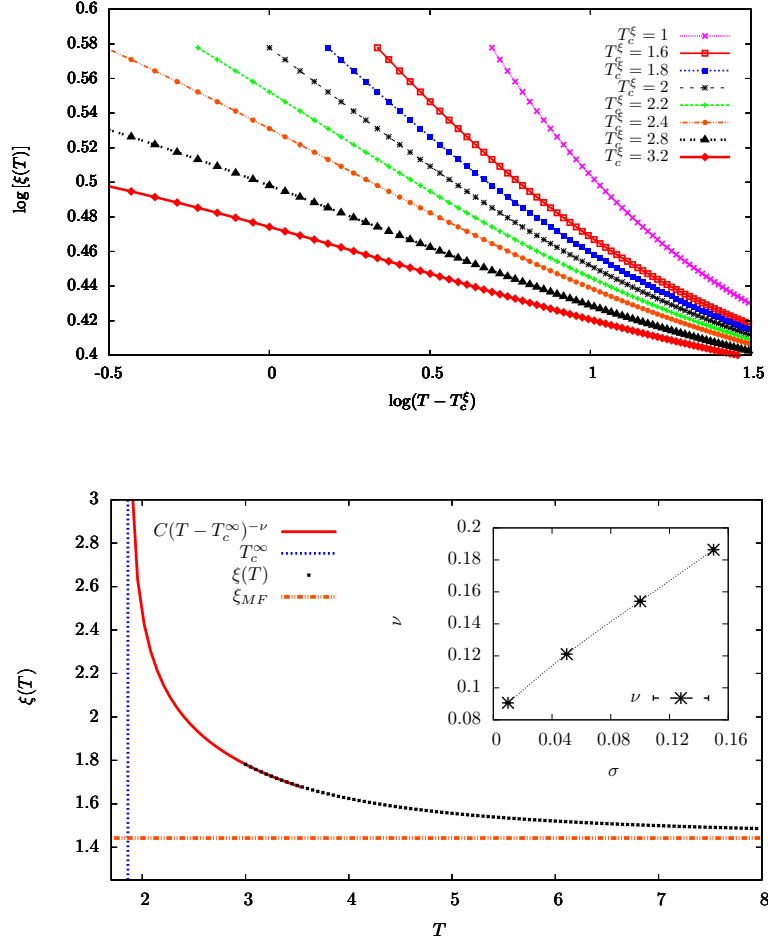 0.6
0.58
0.56
0.54
0.52
0.5
0.48
0.46
0.44
0.42
0.4
log [ξ(T)]
-0.5 0 0.5 1 1.5
log(T − T_c^ξ)
T_c^ξ = 1
T_c^ξ = 1.6
T_c^ξ = 1.8
T_c^ξ = 2
T_c^ξ = 2.2
T_c^ξ = 2.4
T_c^ξ = 2.8
T_c^ξ = 3.2
3
2.8
2.6
2.4
2.2
2
1.8
1.6
1.4
ξ(T)
2 3 4 5 6 7 8
T
C(T − T_c^∞)^{−ν}
T_c^∞
ξ(T)
ξ_{MF}
0.2
0.18
0.16
0.14
0.12
0.1
0.08
ν
0 0.04 0.08 0.12 0.16
σ
ν